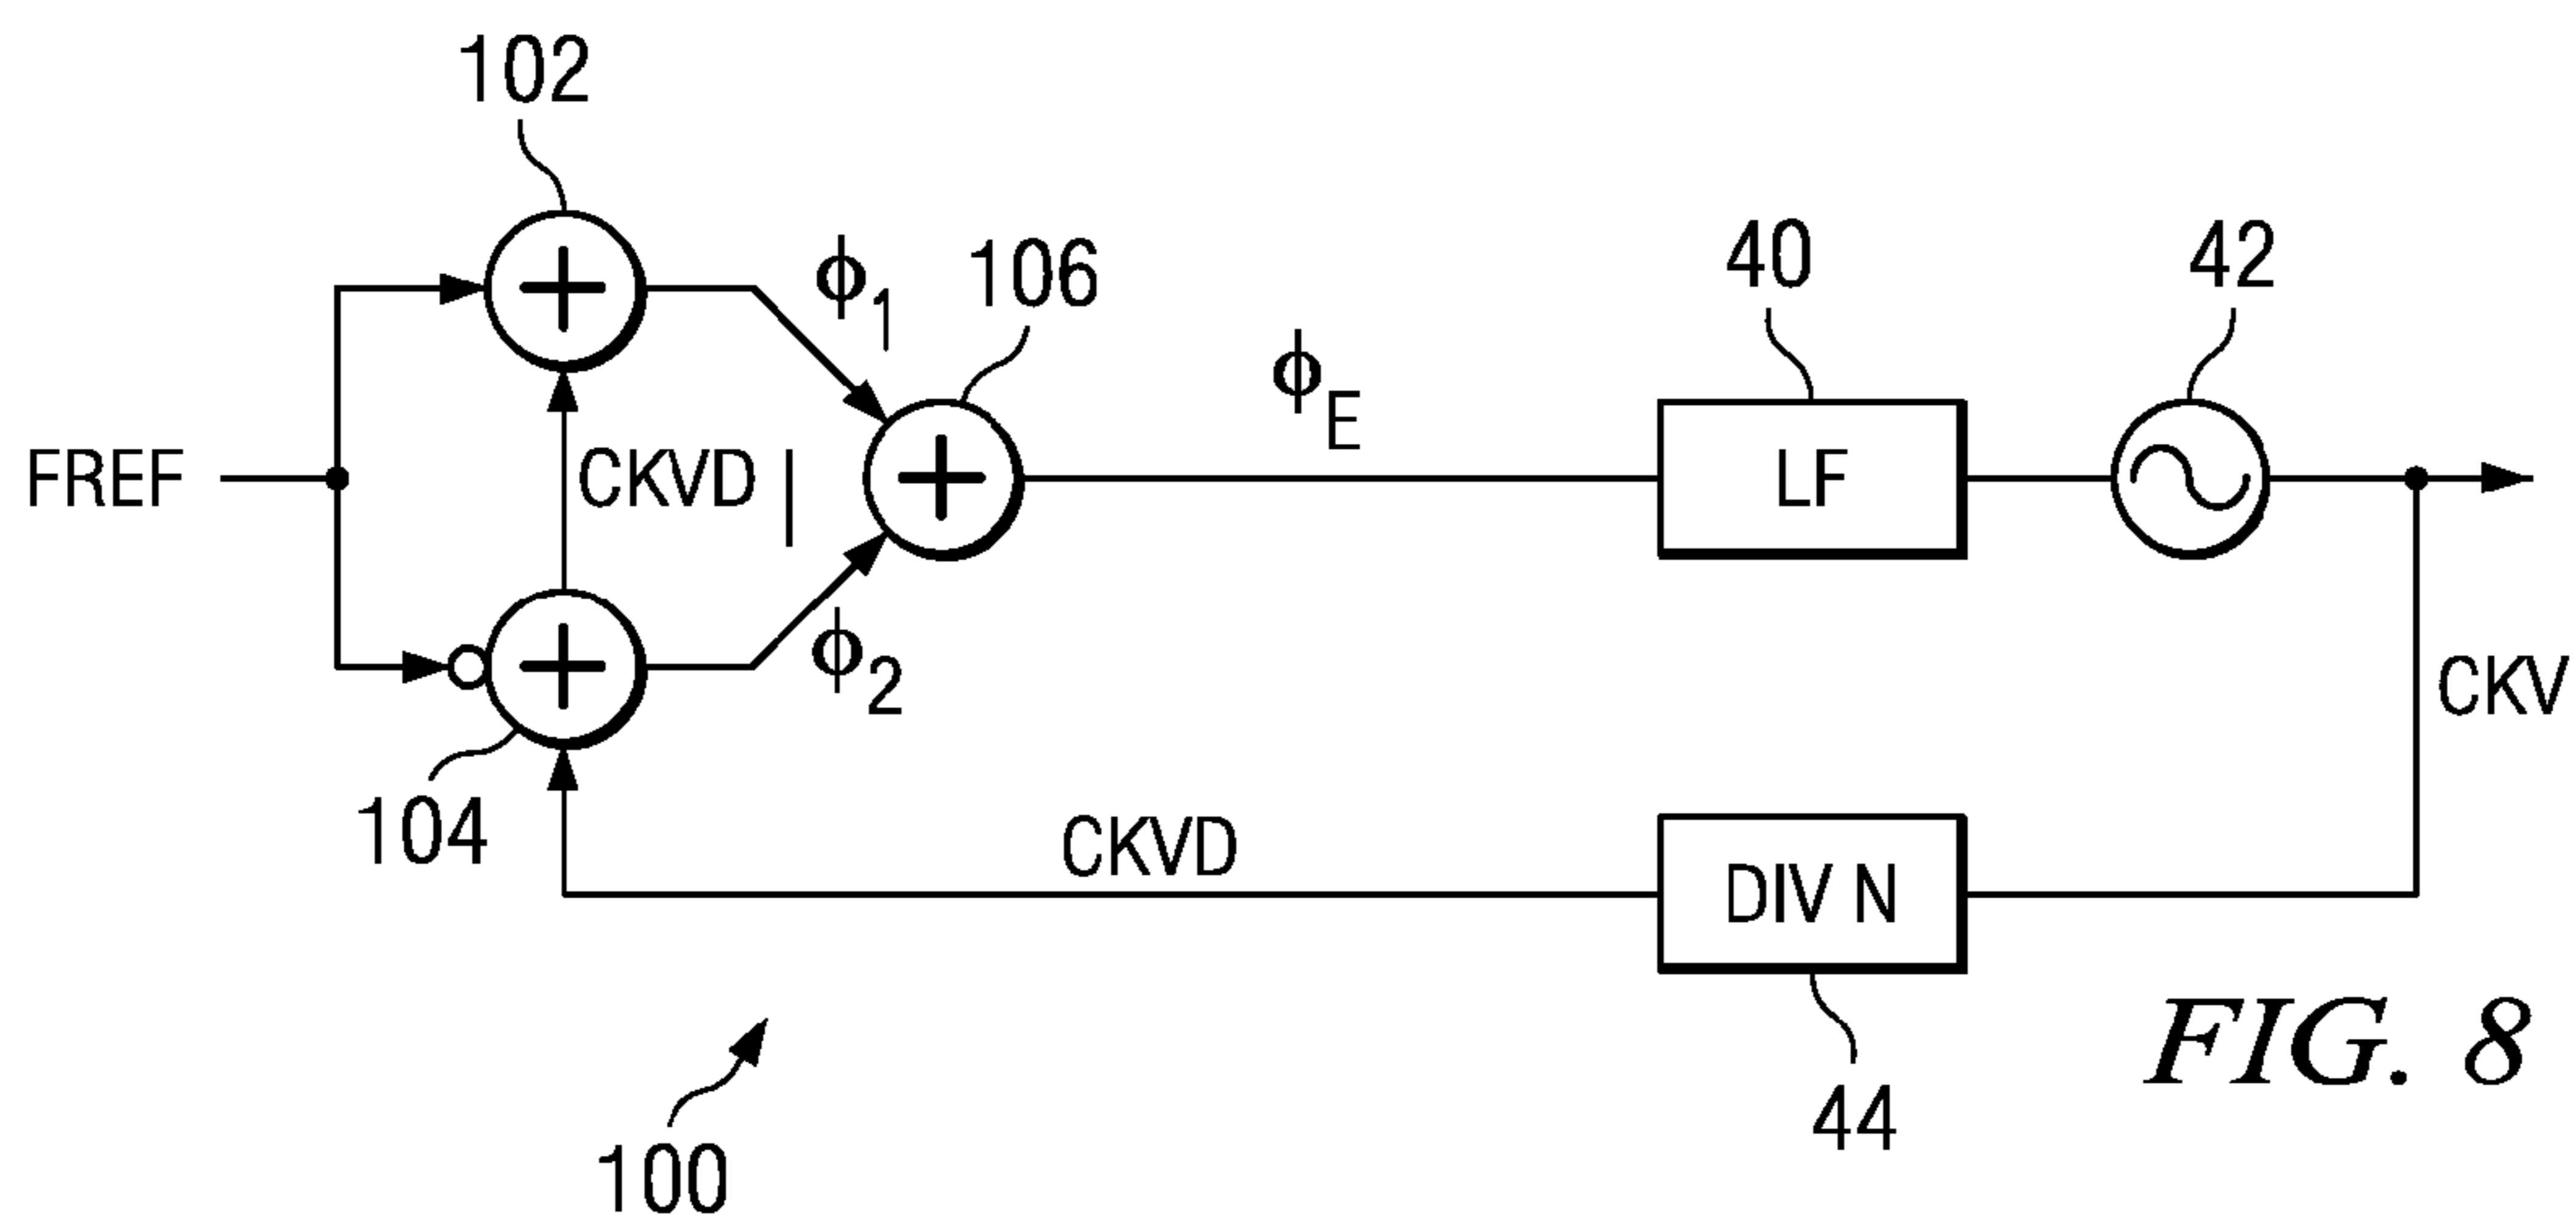 102
ϕ1
106
40
42
ϕE
FREF
CKVD |
LF
ϕ2
CKV
104
CKVD
DIV N
FIG. 8
44
100